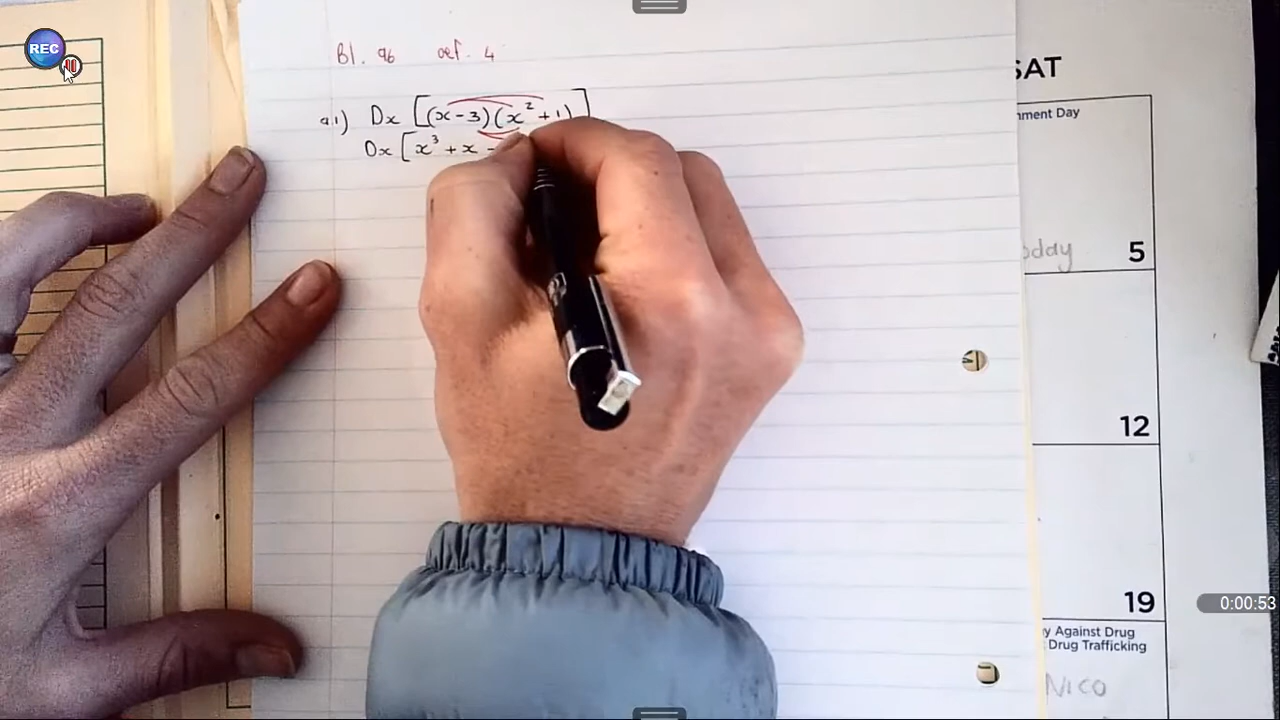 REC
Bl. 96 oef. 4
a.1) Dx [(x-3)(x² + 1)]
Dx [x³ + x -
SAT
nment Day
oday 5
12
19
y Against Drug
Drug Trafficking
NICO
0:00:53